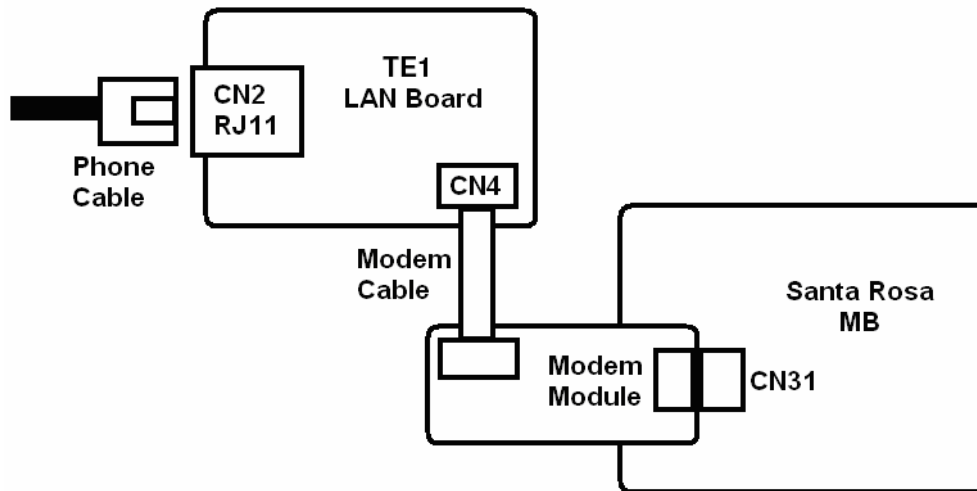 TE1
LAN Board
CN2
RJ11
Phone
Cable
CN4
Modem
Cable
Santa Rosa
MB
Modem
Module
CN31